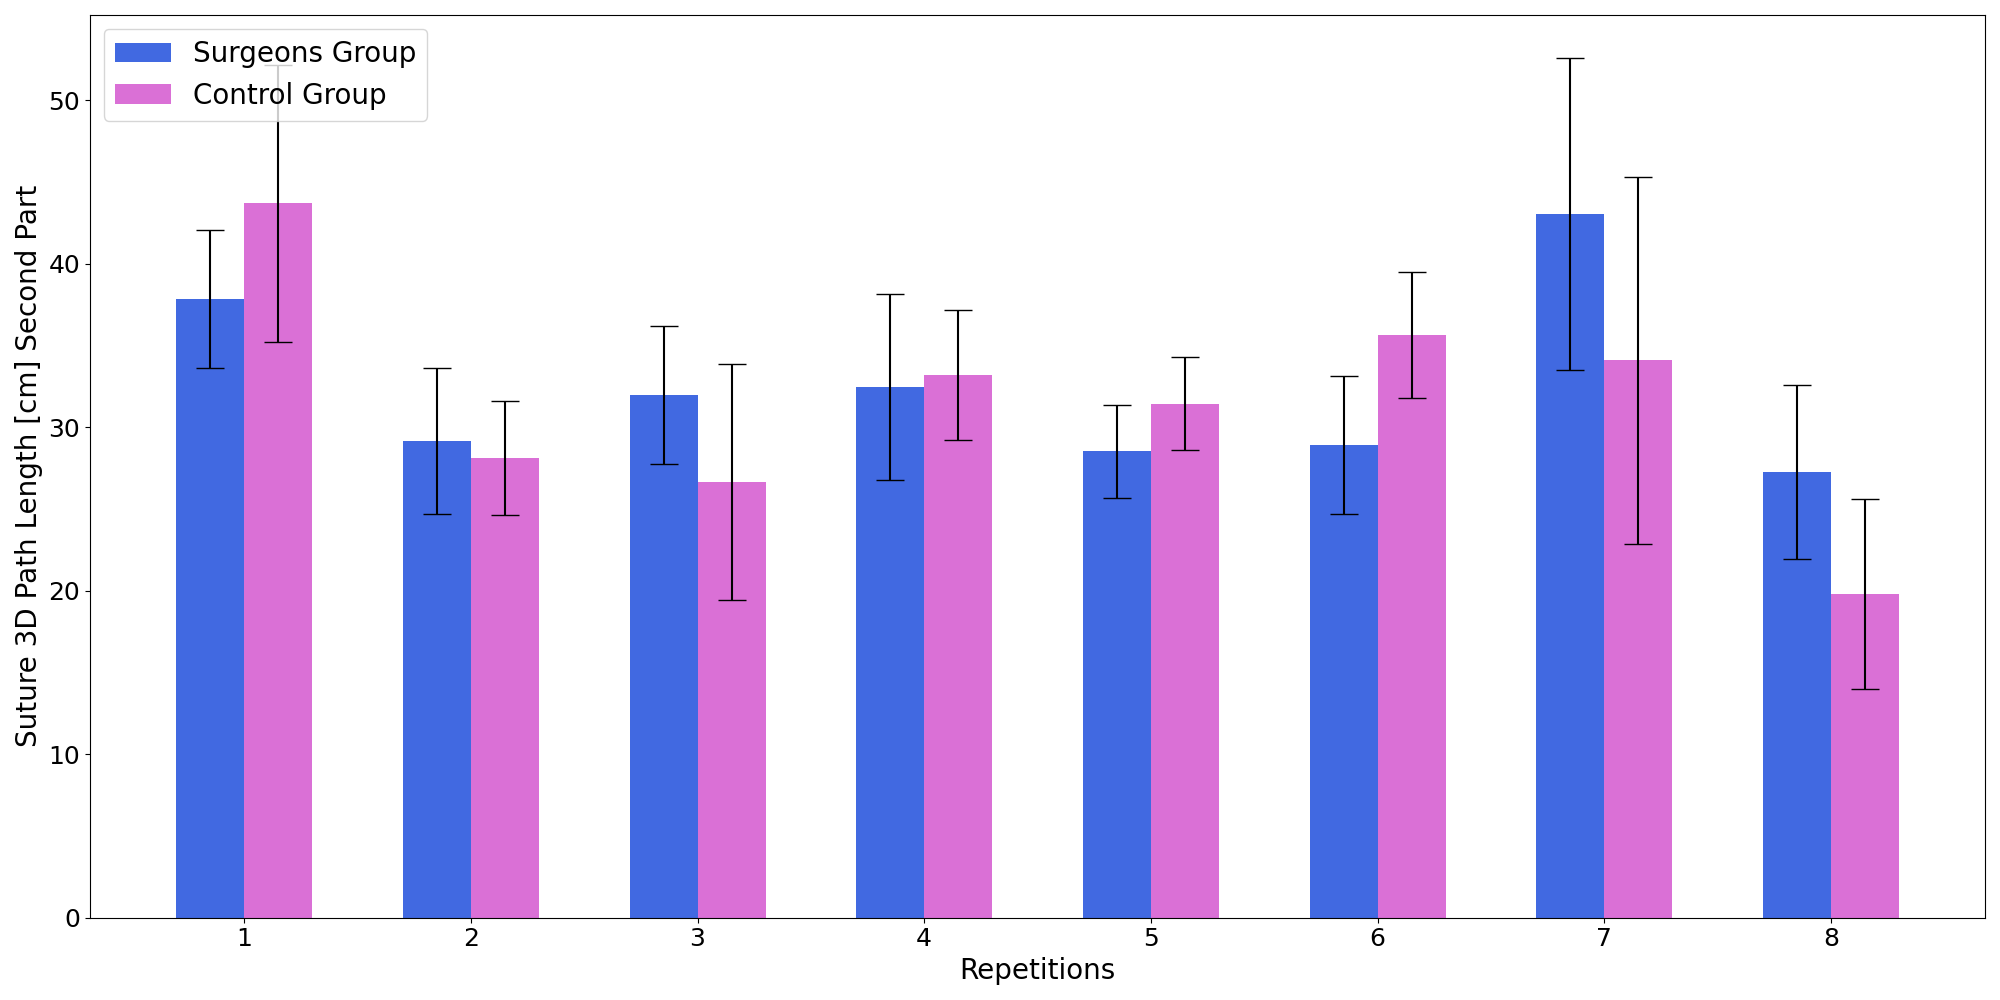 Surgeons Group
Control Group
Suture 3D Path Length [cm] Second Part
50
40
30
20
10
0
1 2 3 4 5 6 7 8
Repetitions